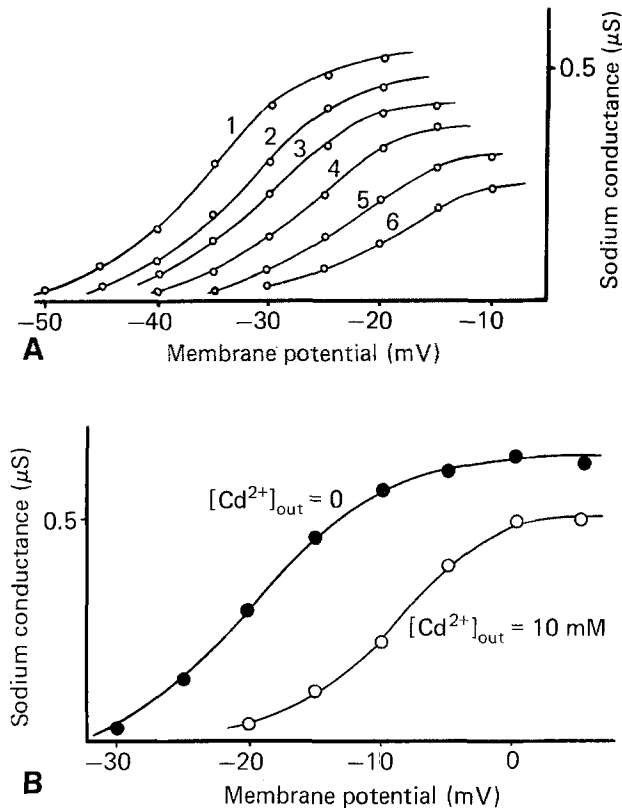 0.5
Sodium conductance (μS)
1
2
3
4
5
6
−50
−40
−30
−20
−10
A
Membrane potential (mV)
Sodium conductance (μS)
0.5
[Cd²⁺]out = 0
[Cd²⁺]out = 10 mM
−30
−20
−10
0
B
Membrane potential (mV)